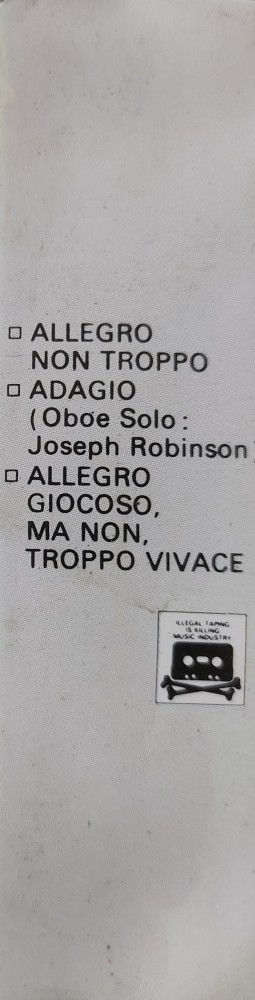 □ ALLEGRO
NON TROPPO
□ ADAGIO
(Oboe Solo:
Joseph Robinson)
□ ALLEGRO
GIOCOSO,
MA NON,
TROPPO VIVACE
ILLEGAL TAPING
IS KILLING
MUSIC INDUSTRY